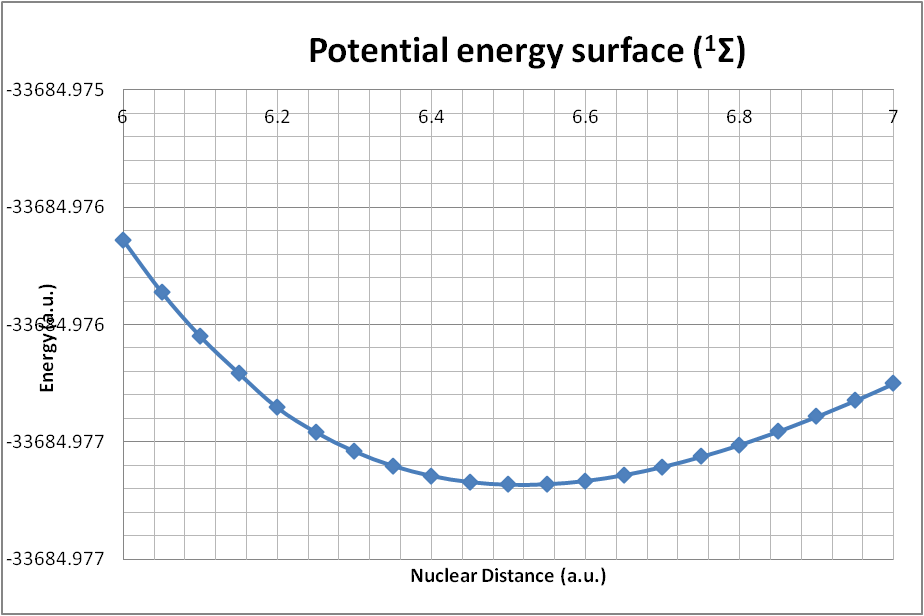 Potential energy surface (¹Σ)
-33684.975
6 6.2 6.4 6.6 6.8 7
-33684.976
-33684.976
Energy (a.u.)
-33684.977
-33684.977
Nuclear Distance (a.u.)